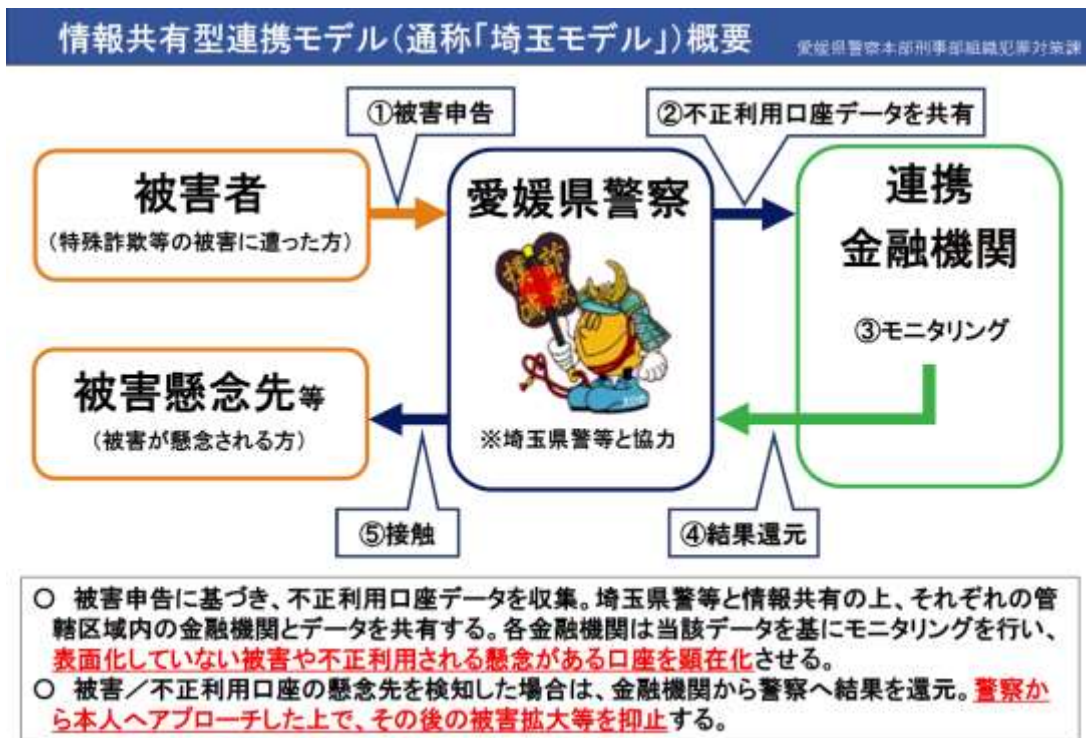 情報共有型連携モデル(通称「埼玉モデル」)概要
愛媛県警察本部刑事部組織犯罪対策課
①被害申告
②不正利用口座データを共有
被害者
(特殊詐欺等の被害に遭った方)
愛媛県警察
連携
金融機関
③モニタリング
被害懸念先等
(被害が懸念される方)
※埼玉県警等と協力
⑤接触
④結果還元
○ 被害申告に基づき、不正利用口座データを収集。埼玉県警等と情報共有の上、それぞれの管
轄区域内の金融機関とデータを共有する。各金融機関は当該データを基にモニタリングを行い、
表面化していない被害や不正利用される懸念がある口座を顕在化させる。
○ 被害/不正利用口座の懸念先を検知した場合は、金融機関から警察へ結果を還元。警察か
ら本人へアプローチした上で、その後の被害拡大等を抑止する。